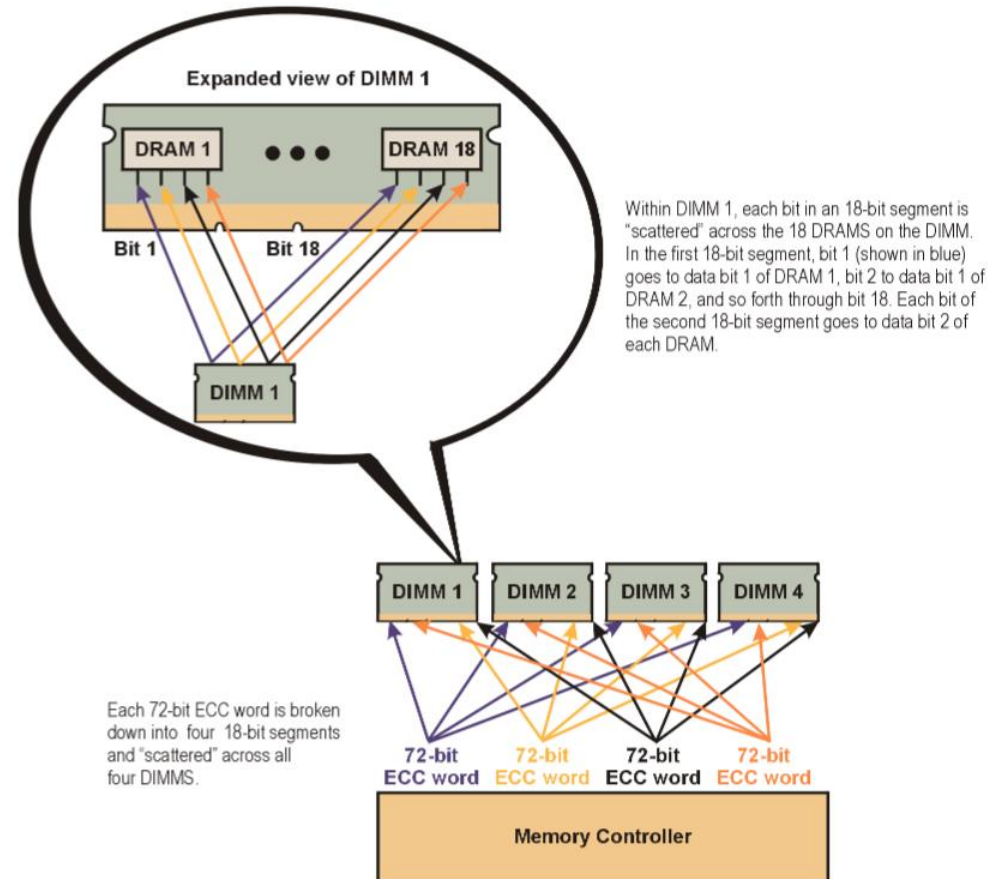 Expanded view of DIMM 1
DRAM 1
DRAM 18
Bit 1
Bit 18
DIMM 1
Within DIMM 1, each bit in an 18-bit segment is
“scattered” across the 18 DRAMS on the DIMM.
In the first 18-bit segment, bit 1 (shown in blue)
goes to data bit 1 of DRAM 1, bit 2 to data bit 1 of
DRAM 2, and so forth through bit 18. Each bit of
the second 18-bit segment goes to data bit 2 of
each DRAM.
DIMM 1
DIMM 2
DIMM 3
DIMM 4
Each 72-bit ECC word is broken
down into four 18-bit segments
and “scattered” across all
four DIMMS.
72-bit
ECC word
72-bit
ECC word
72-bit
ECC word
72-bit
ECC word
Memory Controller